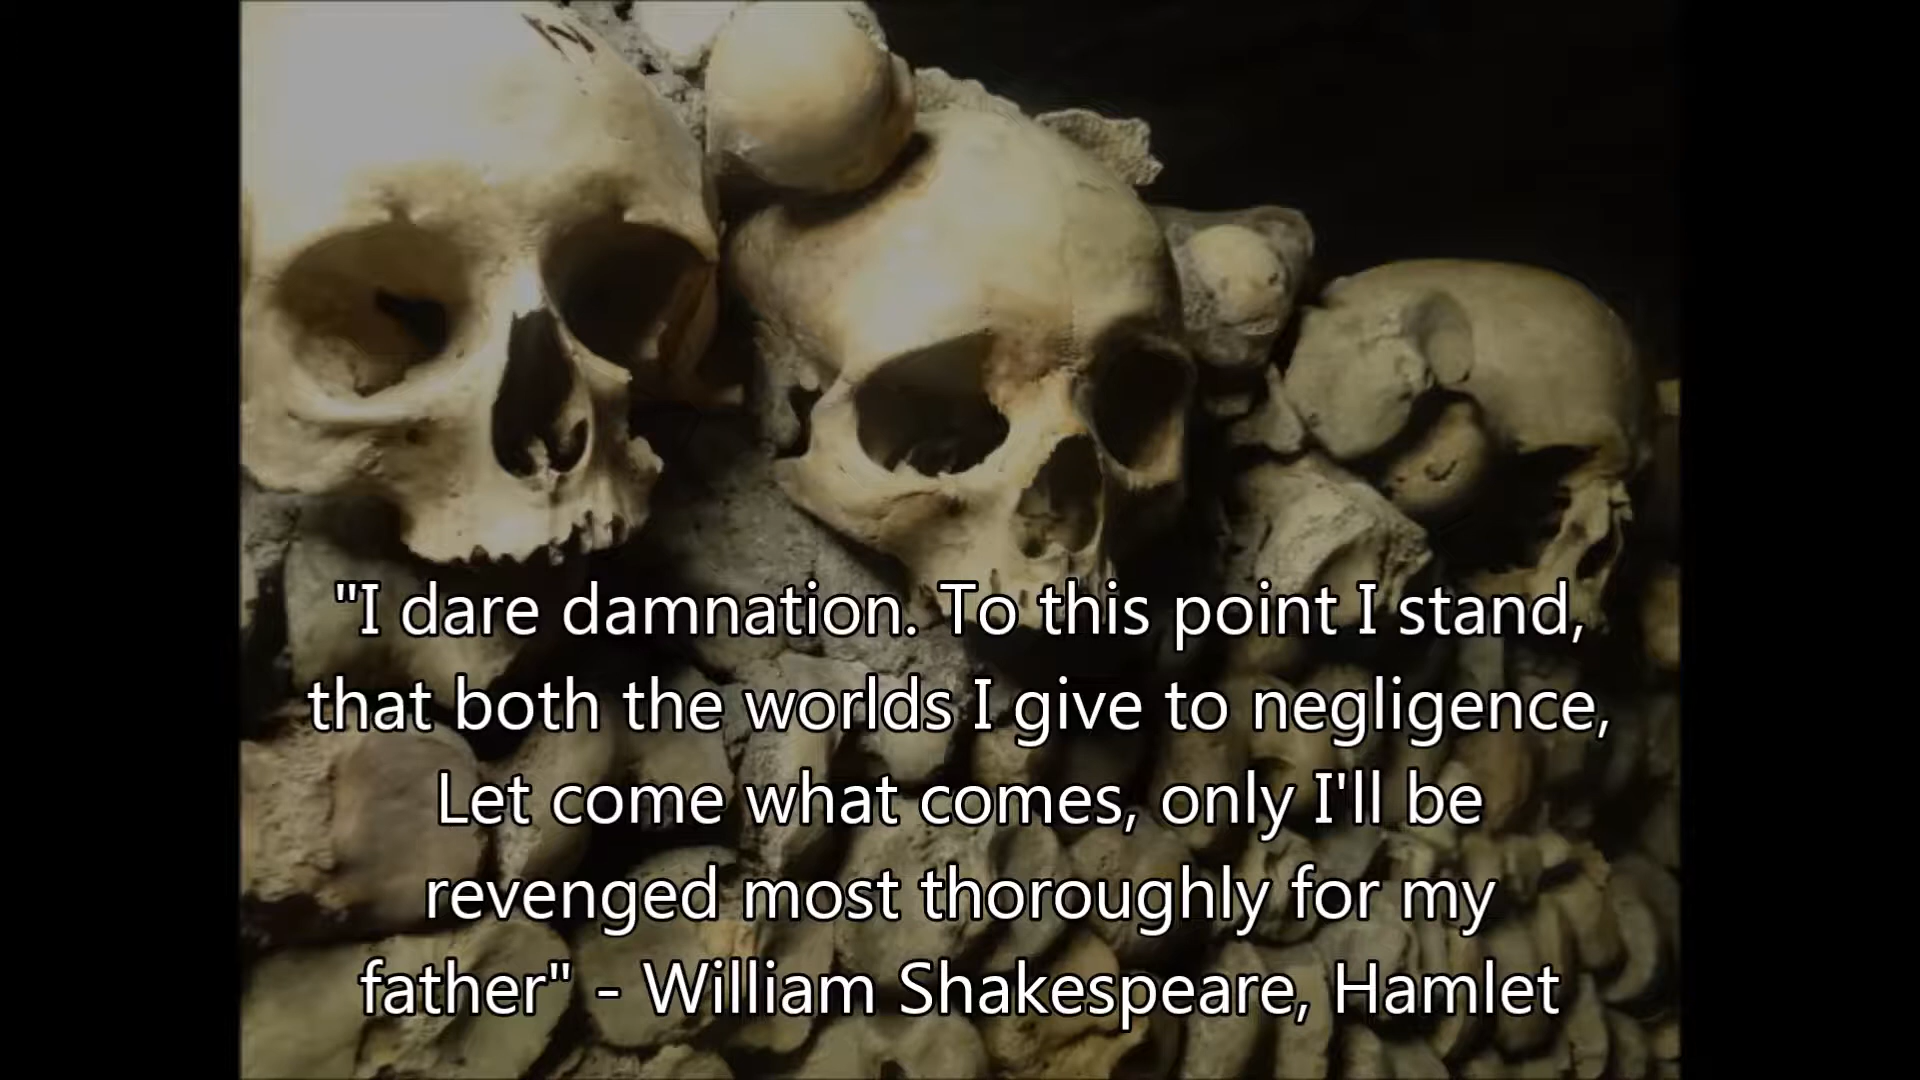 "I dare damnation. To this point I stand,
that both the worlds I give to negligence,
Let come what comes, only I'll be
revenged most thoroughly for my
father" - William Shakespeare, Hamlet